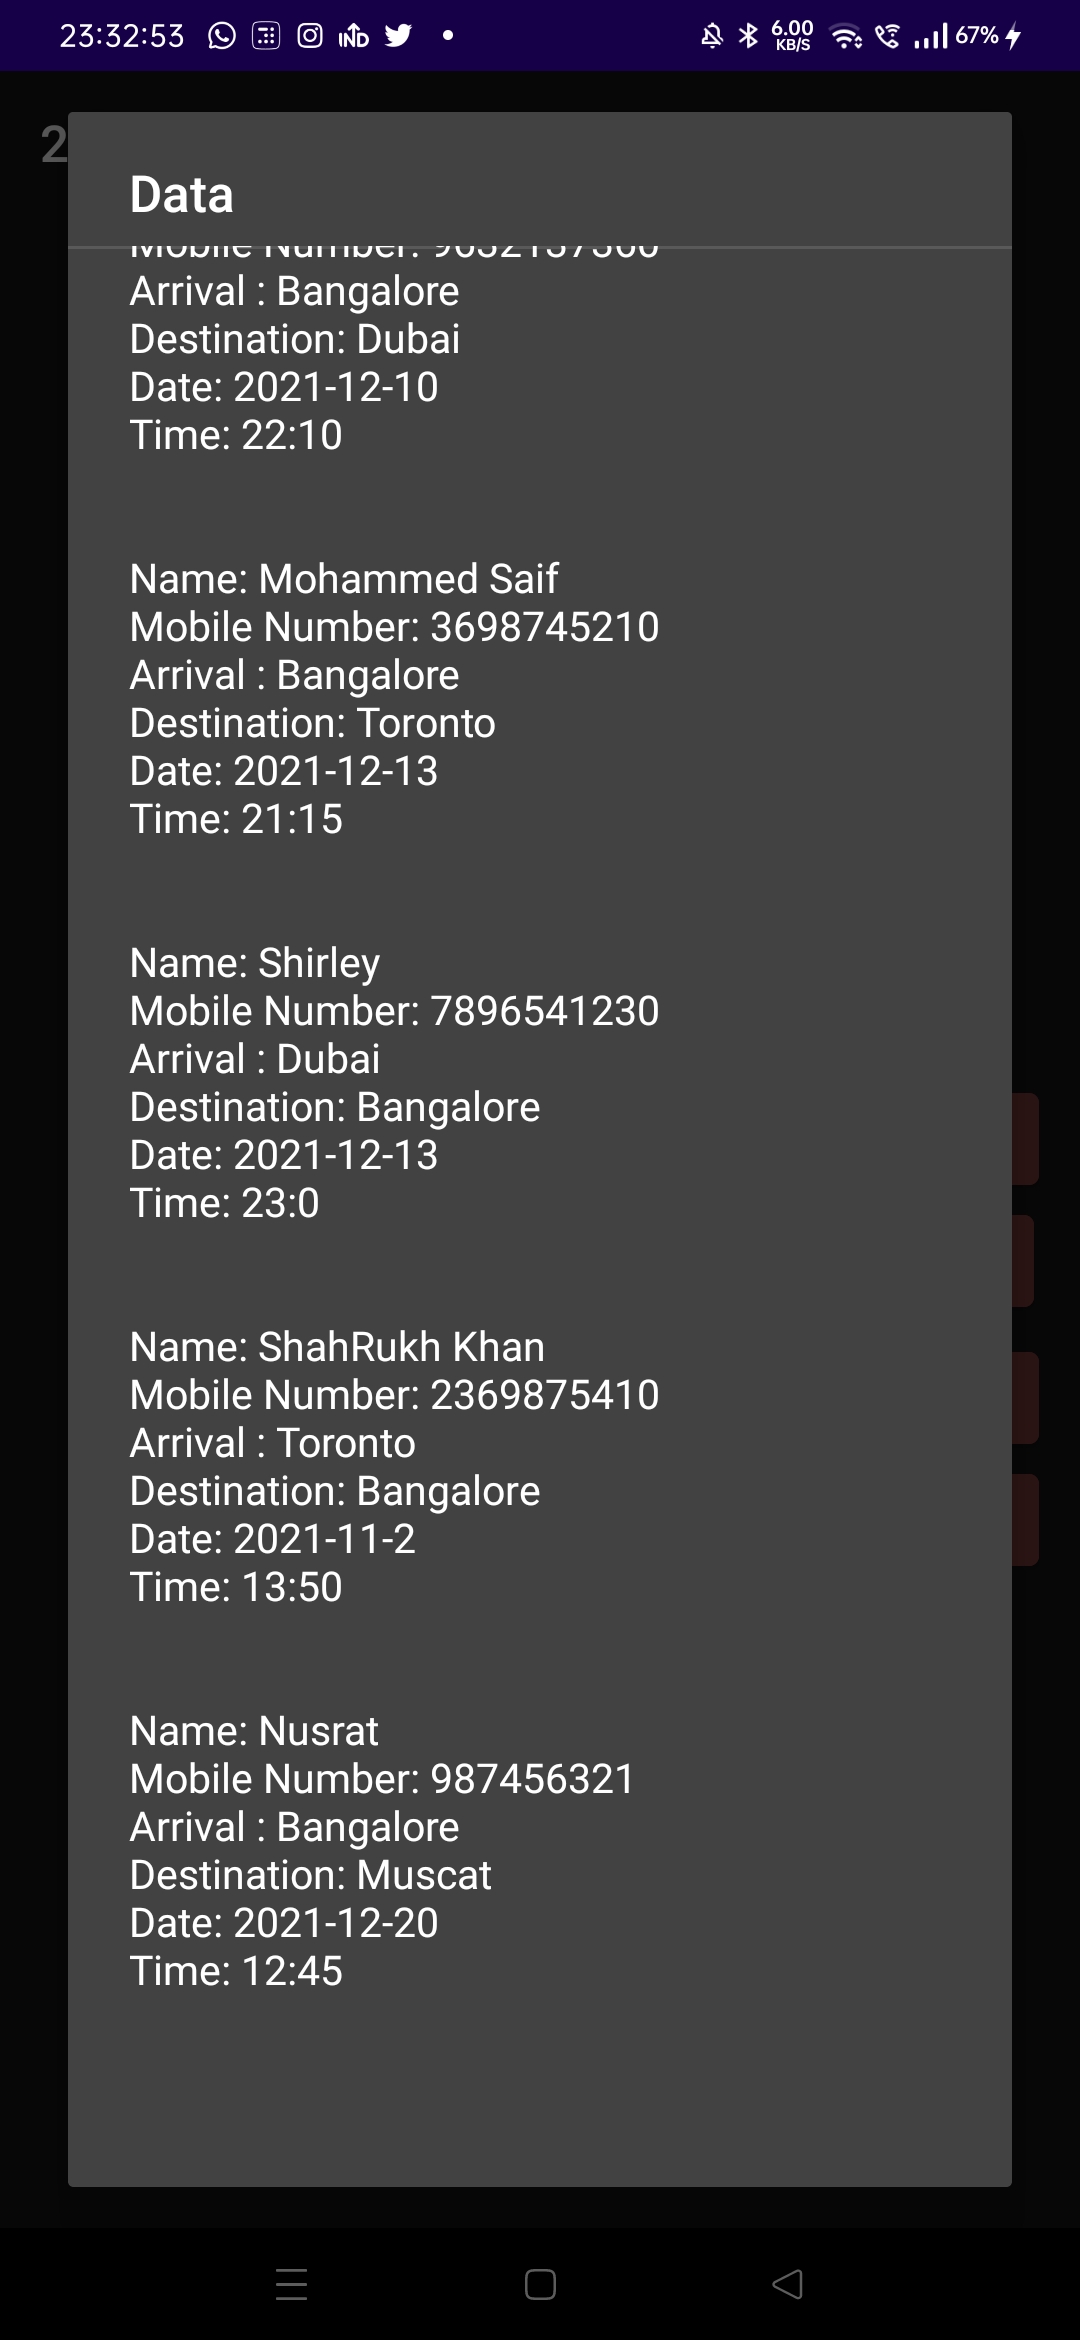 23:32:53
IND
6.00
KB/S
67%
2
Data
Mobile Number:
Arrival : Bangalore
Destination: Dubai
Date: 2021-12-10
Time: 22:10
Name: Mohammed Saif
Mobile Number: 3698745210
Arrival : Bangalore
Destination: Toronto
Date: 2021-12-13
Time: 21:15
Name: Shirley
Mobile Number: 7896541230
Arrival : Dubai
Destination: Bangalore
Date: 2021-12-13
Time: 23:0
Name: ShahRukh Khan
Mobile Number: 2369875410
Arrival : Toronto
Destination: Bangalore
Date: 2021-11-2
Time: 13:50
Name: Nusrat
Mobile Number: 987456321
Arrival : Bangalore
Destination: Muscat
Date: 2021-12-20
Time: 12:45